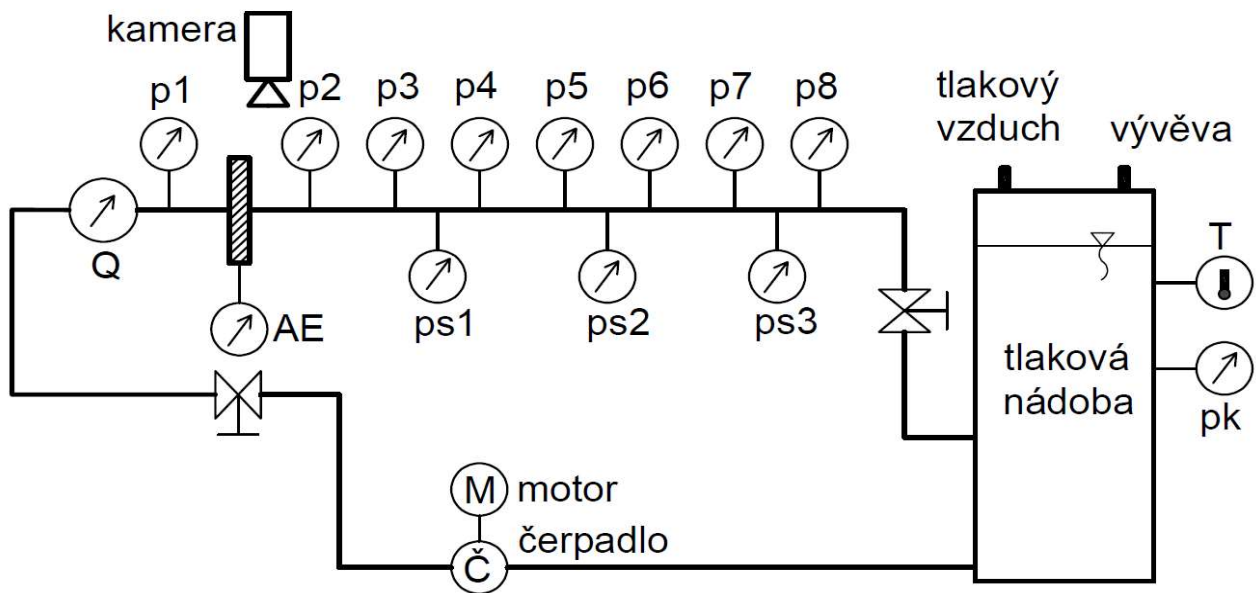 kamera
p1
p2
p3
p4
p5
p6
p7
p8
tlakový
vzduch
vývěva
Q
AE
ps1
ps2
ps3
T
tlaková
nádoba
pk
M
motor
čerpadlo
Č